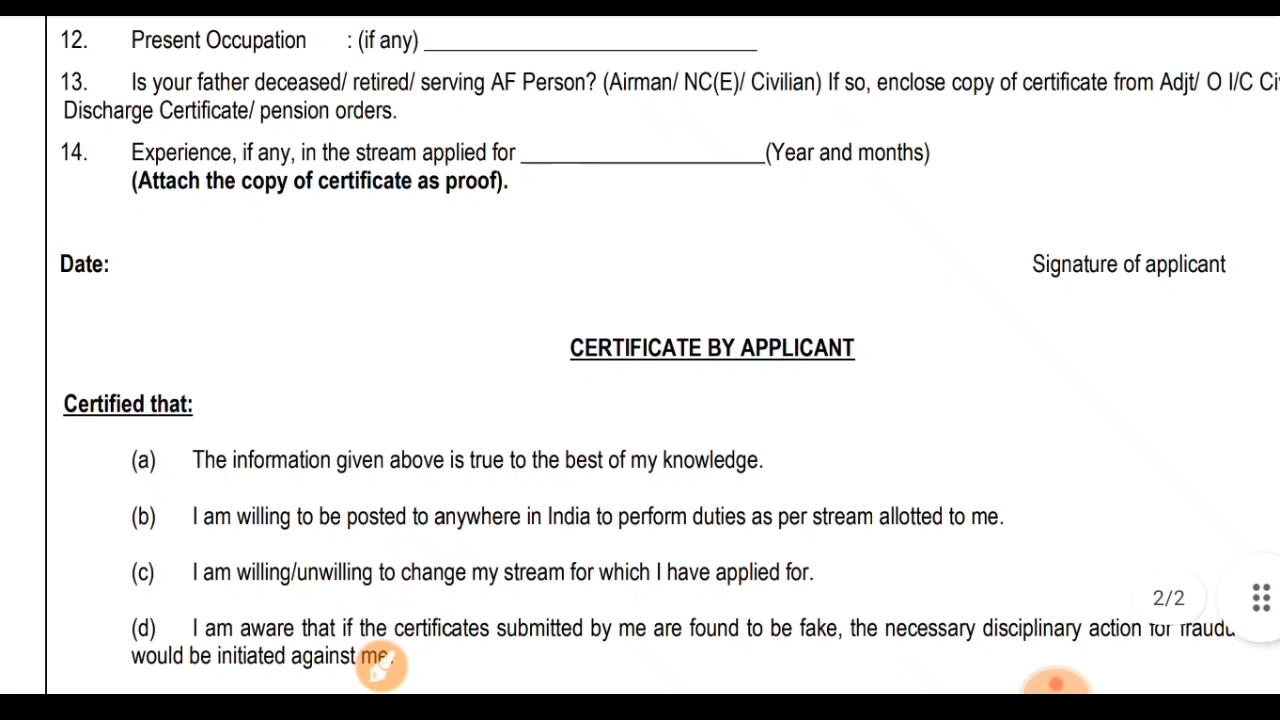 12. Present Occupation : (if any) ____________________
13. Is your father deceased/ retired/ serving AF Person? (Airman/ NC(E)/ Civilian) If so, enclose copy of certificate from Adjt/ O I/C
Discharge Certificate/ pension orders.
14. Experience, if any, in the stream applied for ____________________(Year and months)
(Attach the copy of certificate as proof).
Date: Signature of applicant
CERTIFICATE BY APPLICANT
Certified that:
(a) The information given above is true to the best of my knowledge.
(b) I am willing to be posted to anywhere in India to perform duties as per stream allotted to me.
(c) I am willing/unwilling to change my stream for which I have applied for.
2/2
(d) I am aware that if the certificates submitted by me are found to be fake, the necessary disciplinary action for
would be initiated against me.